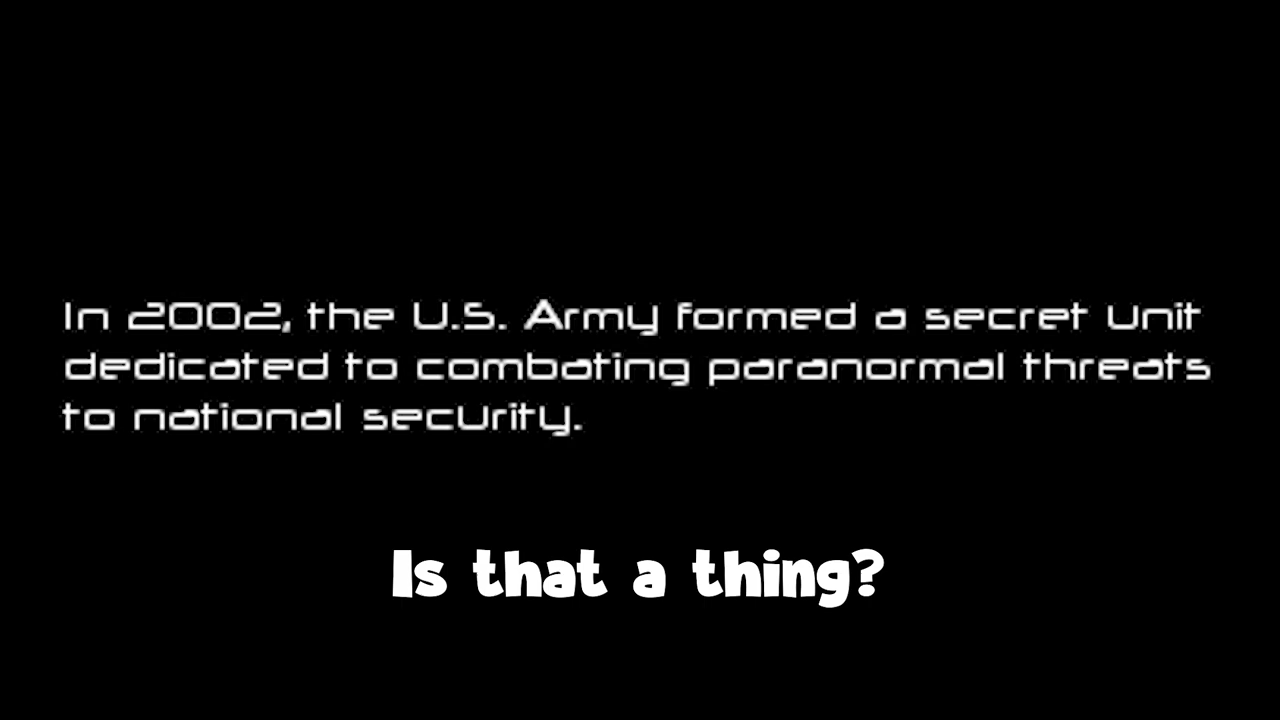 In 2002, the U.S. Army formed a secret unit
dedicated to combating paranormal threats
to national security.
Is that a thing?